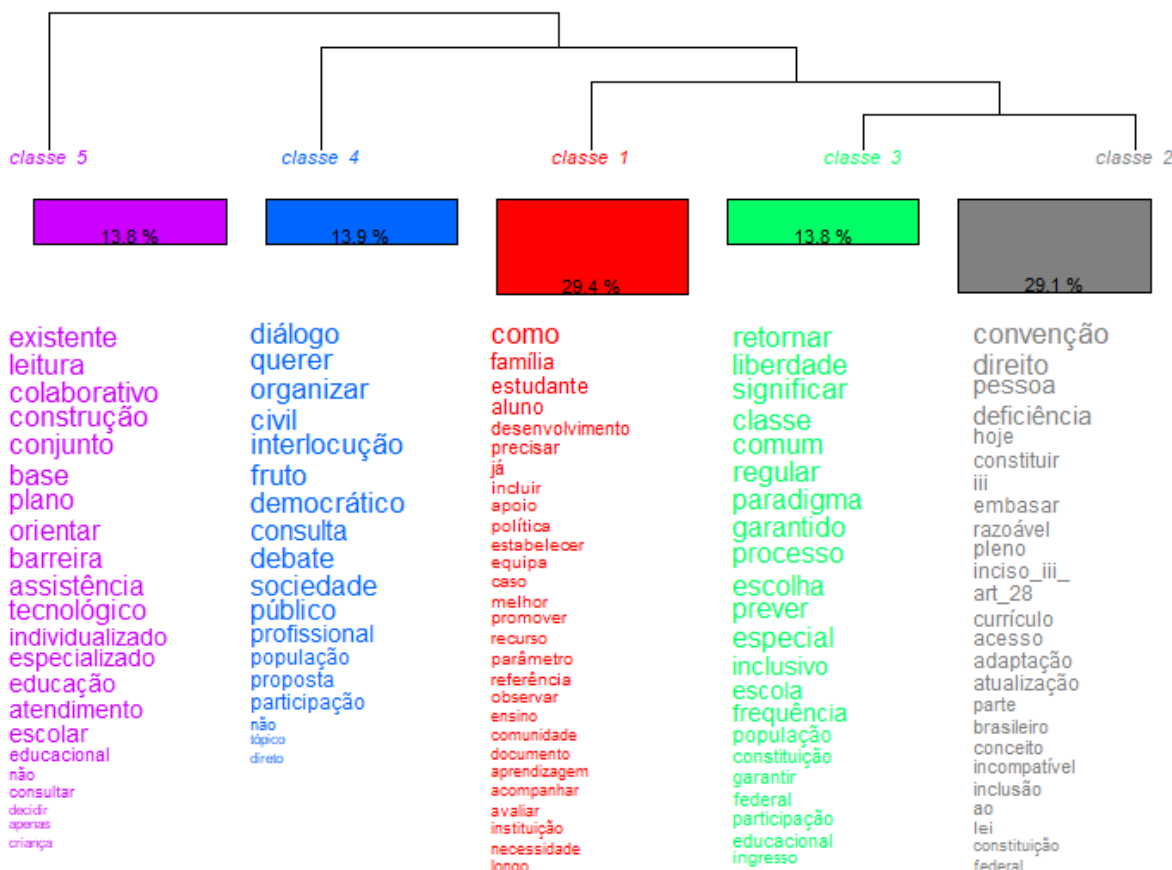 classe 5
classe 4
classe 1
classe 3
classe 2
13.8 %
13.9 %
29.4 %
13.8 %
29.1 %
existente
leitura
colaborativo
construção
conjunto
base
plano
orientar
barreira
assistência
tecnológico
individualizado
especializado
educação
atendimento
escolar
educacional
não
consultar
decidir
apenas
criança
diálogo
querer
organizar
civil
interlocução
fruto
democrático
consulta
debate
sociedade
público
profissional
população
proposta
participação
não
tópico
direto
como
família
estudante
aluno
desenvolvimento
precisar
já
incluir
apoio
política
estabelecer
equipa
caso
melhor
promover
recurso
parâmetro
referência
observar
ensino
comunidade
documento
aprendizagem
acompanhar
avaliar
instituição
necessidade
longo
retornar
liberdade
significar
classe
comum
regular
paradigma
garantido
processo
escolha
prever
especial
inclusivo
escola
frequência
população
constituição
garantir
federal
participação
educacional
ingresso
convenção
direito
pessoa
deficiência
hoje
constituir
iii
embasar
razoável
pleno
inciso_iii_
art_28
currículo
acesso
adaptação
atualização
parte
brasileiro
conceito
incompatível
inclusão
ao
lei
constituição
federal